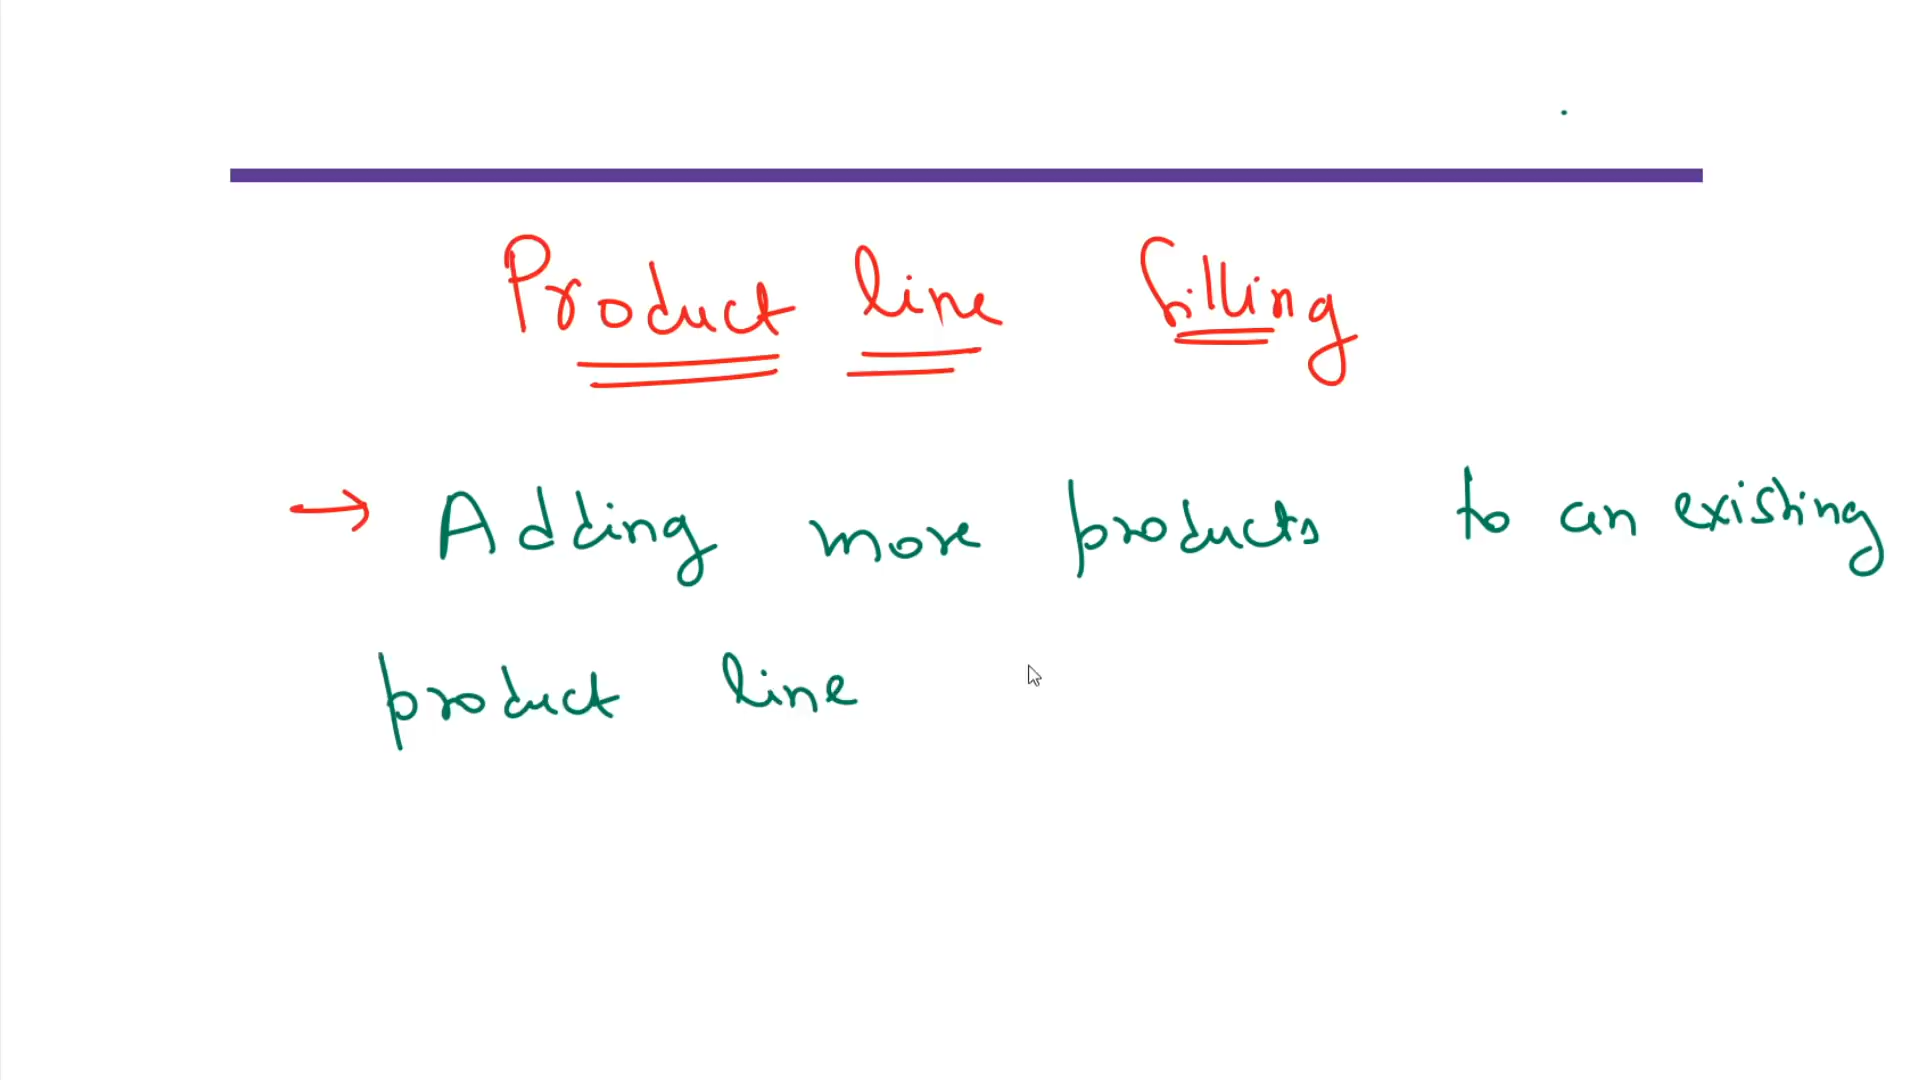 Product line filling
→ Adding more products to an existing
product line